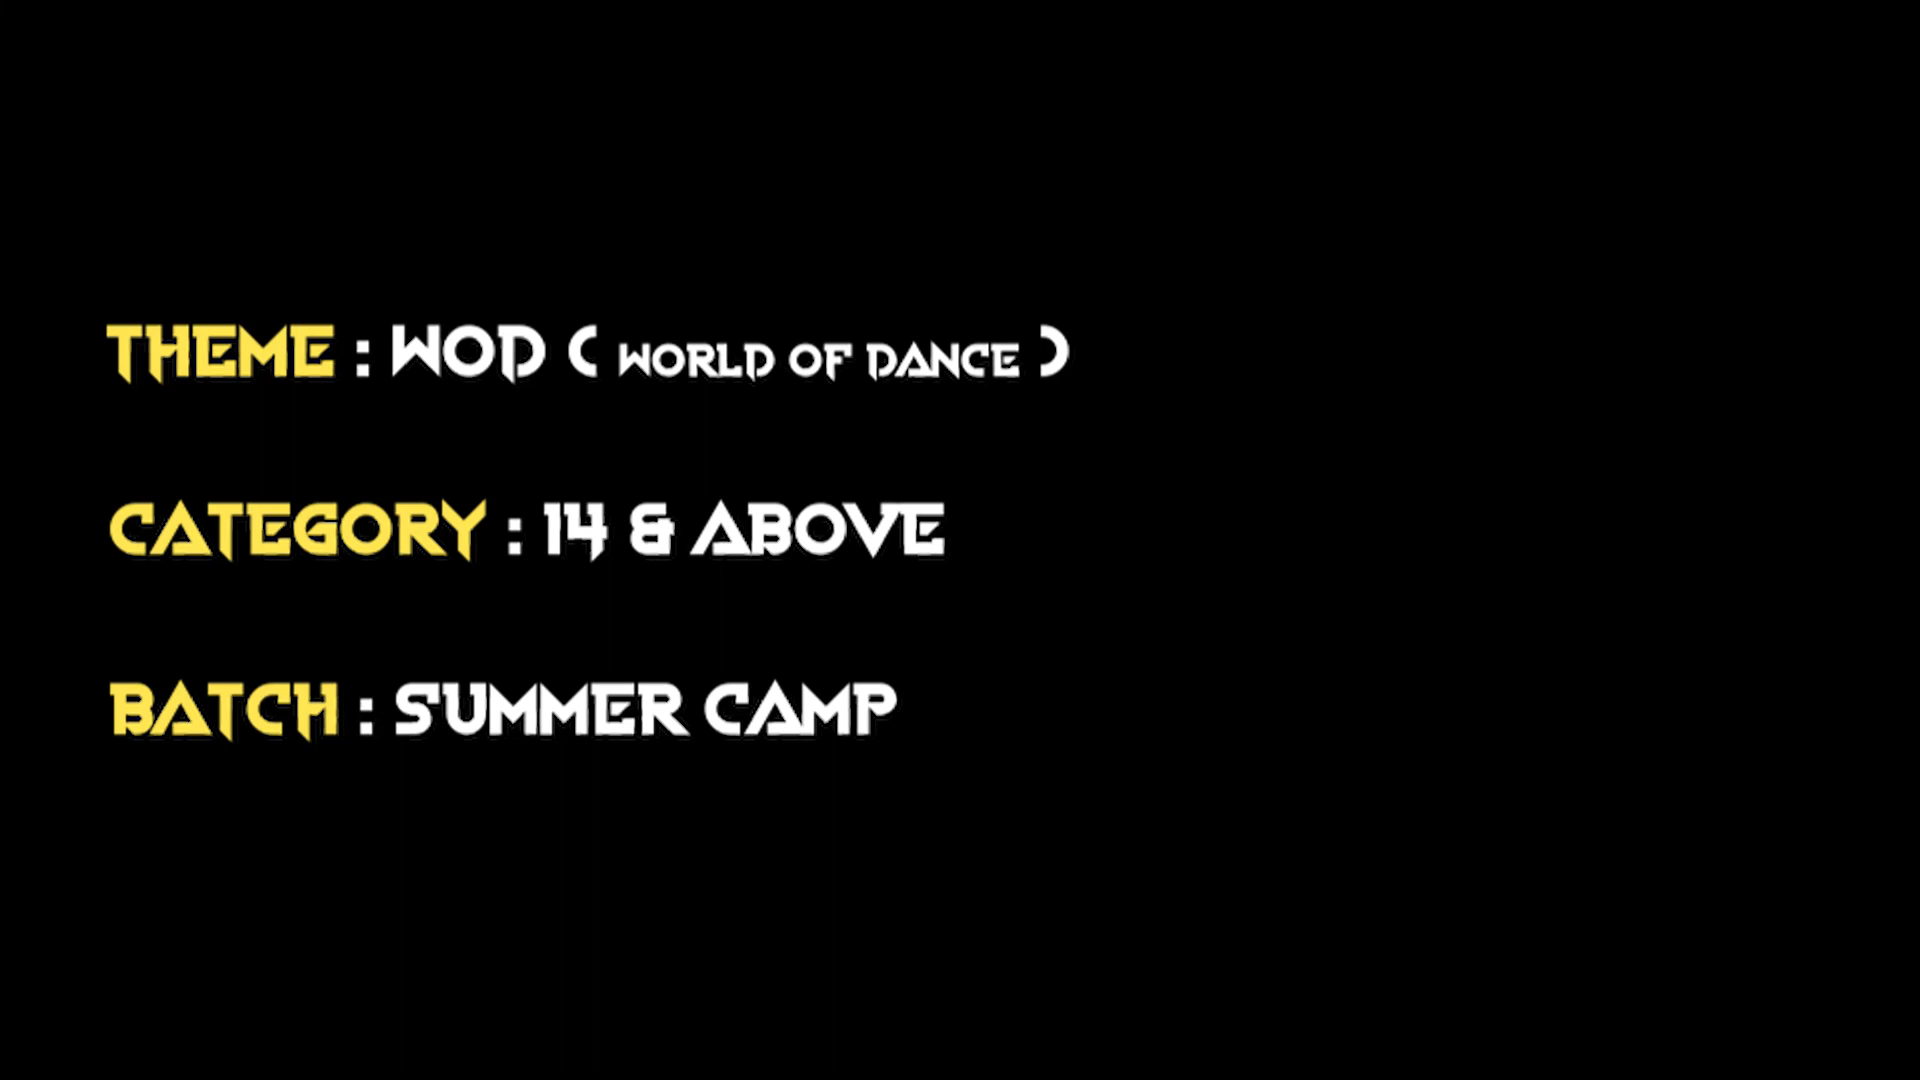 THEME : WOD ( WORLD OF DANCE )
CATEGORY : 14 & ABOVE
BATCH : SUMMER CAMP